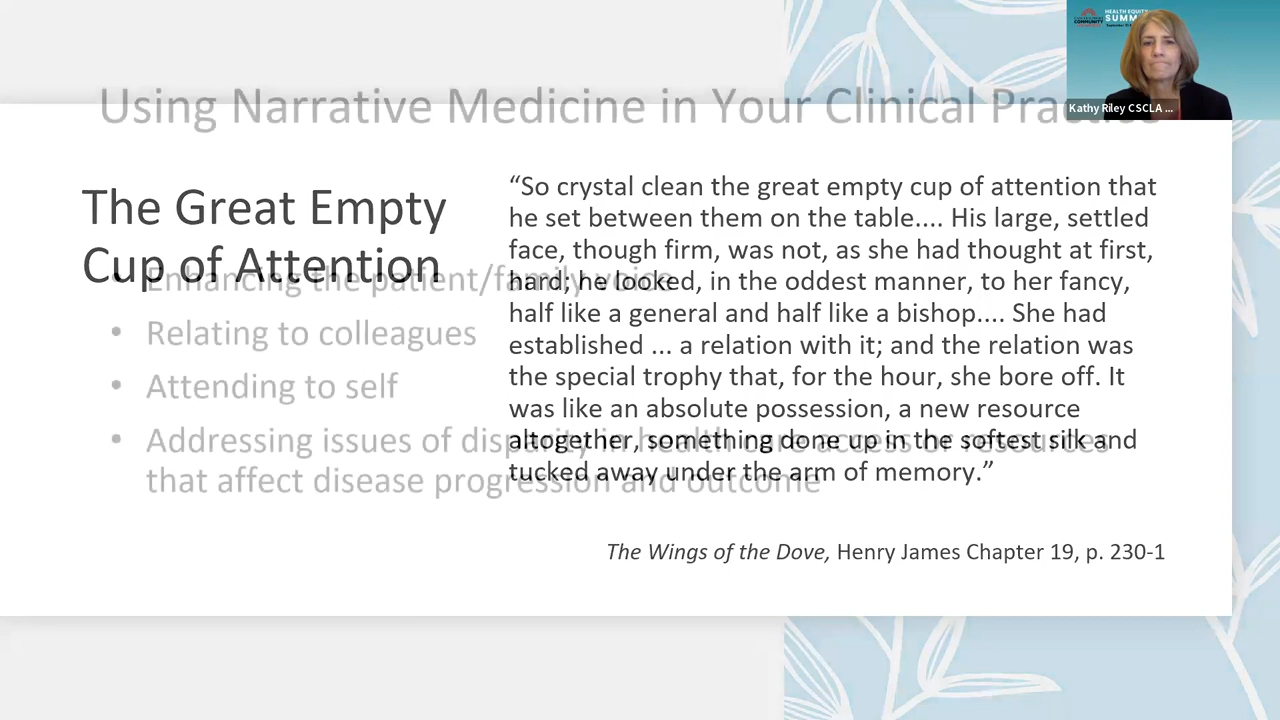 HEALTH EQUITY
SUMM
COMMUNITY
Kathy Riley CSCLA ...
Using Narrative Medicine in Your Clinical Practice
The Great Empty
Cup of Attention
• Enhancing the patient/family voice
• Relating to colleagues
• Attending to self
• Addressing issues of disparity in health care access or resources
that affect disease progression and outcome
“So crystal clean the great empty cup of attention that
he set between them on the table.... His large, settled
face, though firm, was not, as she had thought at first,
hard; he looked, in the oddest manner, to her fancy,
half like a general and half like a bishop.... She had
established ... a relation with it; and the relation was
the special trophy that, for the hour, she bore off. It
was like an absolute possession, a new resource
altogether, something done up in the softest silk and
tucked away under the arm of memory.”
The Wings of the Dove, Henry James Chapter 19, p. 230-1